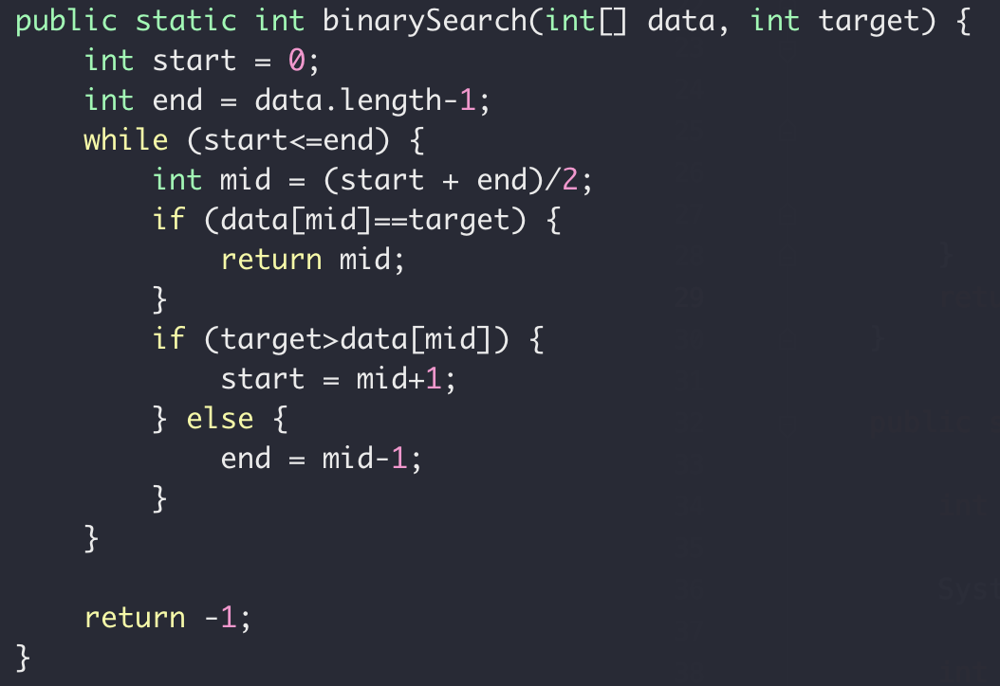 public static int binarySearch(int[] data, int target) {
    int start = 0;
    int end = data.length-1;
    while (start<=end) {
        int mid = (start + end)/2;
        if (data[mid]==target) {
            return mid;
        }
        if (target>data[mid]) {
            start = mid+1;
        } else {
            end = mid-1;
        }
    }

    return -1;
}